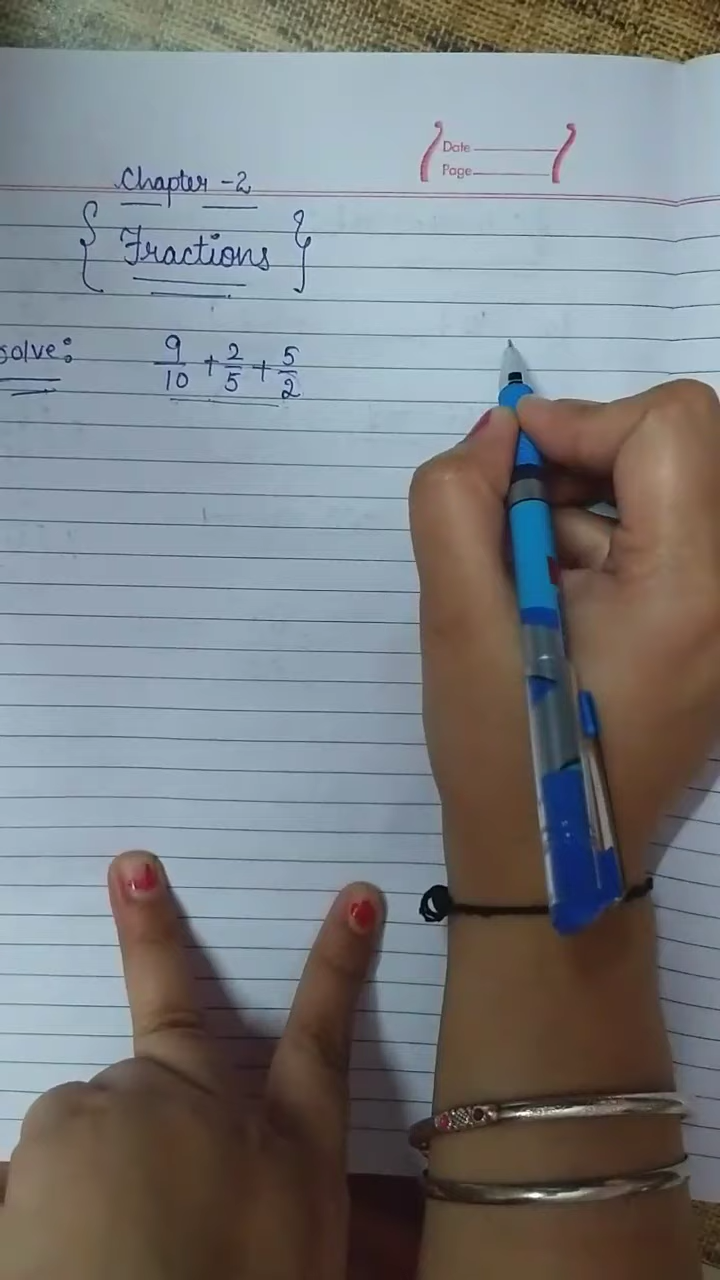 Date
Page
Chapter -2
{ Fractions }
solve: 9/10 + 2/5 + 5/2